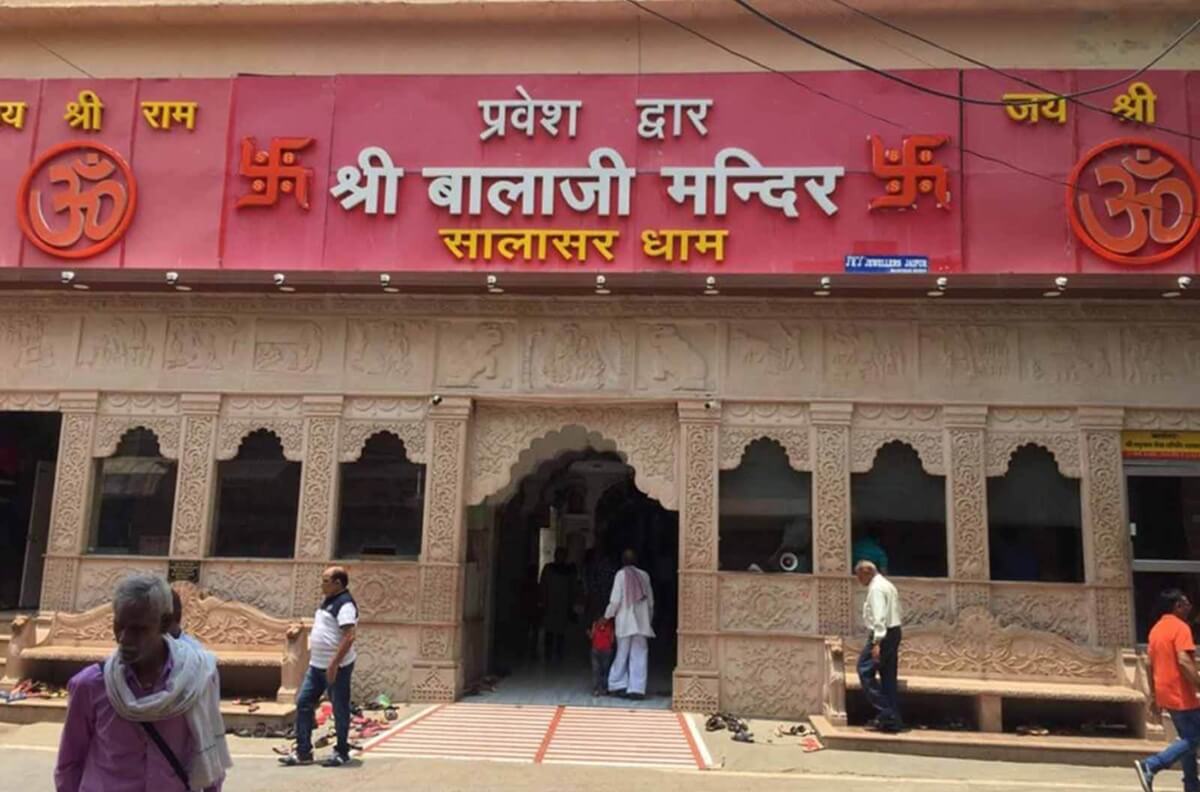 य श्री राम
प्रवेश द्वार
जय श्री
श्री बालाजी मन्दिर
सालासर धाम
JKJ JEWELLERS JAIPUR